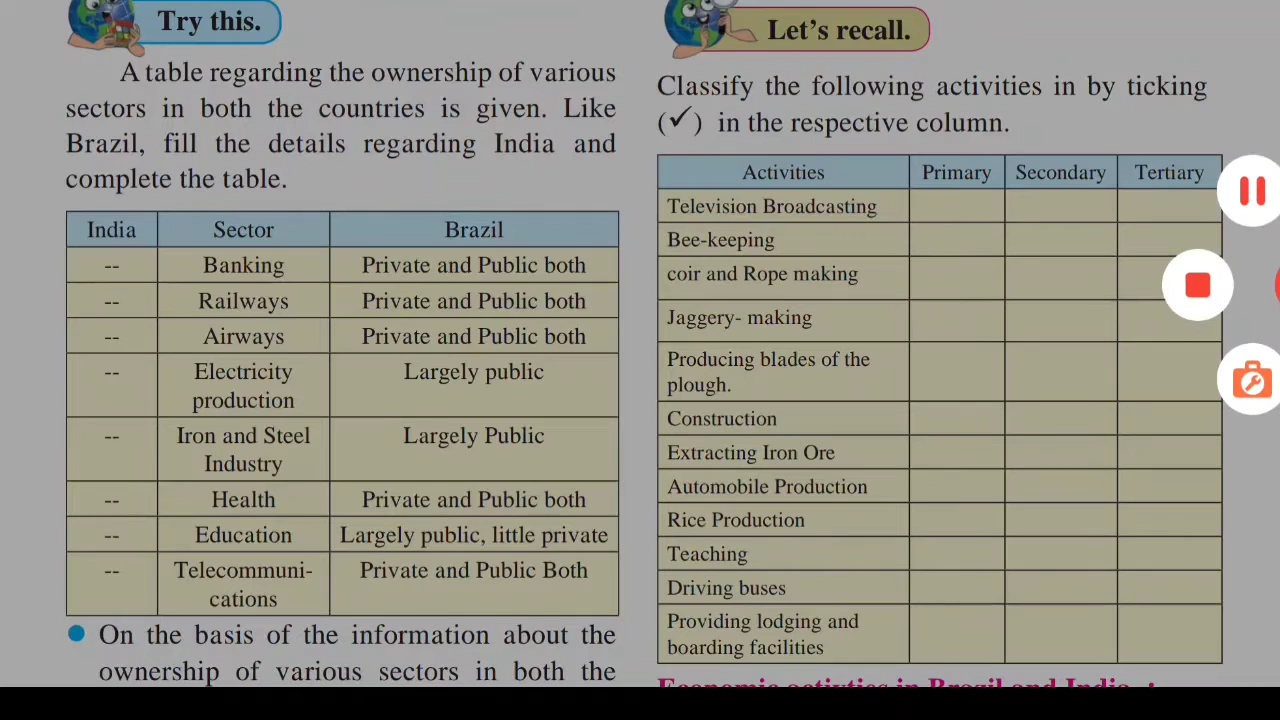 Try this.
A table regarding the ownership of various
sectors in both the countries is given. Like
Brazil, fill the details regarding India and
complete the table.
India Sector Brazil
-- Banking Private and Public both
-- Railways Private and Public both
-- Airways Private and Public both
-- Electricity Largely public
production
-- Iron and Steel Largely Public
Industry
-- Health Private and Public both
-- Education Largely public, little private
-- Telecommuni- Private and Public Both
cations
On the basis of the information about the
ownership of various sectors in both the
Let's recall.
Classify the following activities in by ticking
(✓) in the respective column.
Activities Primary Secondary Tertiary
Television Broadcasting
Bee-keeping
coir and Rope making
Jaggery- making
Producing blades of the
plough.
Construction
Extracting Iron Ore
Automobile Production
Rice Production
Teaching
Driving buses
Providing lodging and
boarding facilities
Economic activties in Brazil and India :